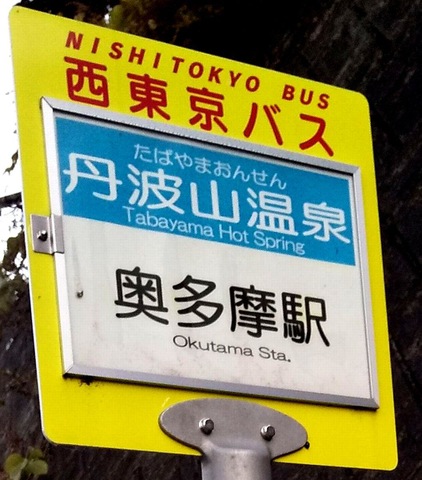 NISHITOKYO BUS
西東京バス
たばやまおんせん
丹波山温泉
Tabayama Hot Spring
奥多摩駅
Okutama Sta.